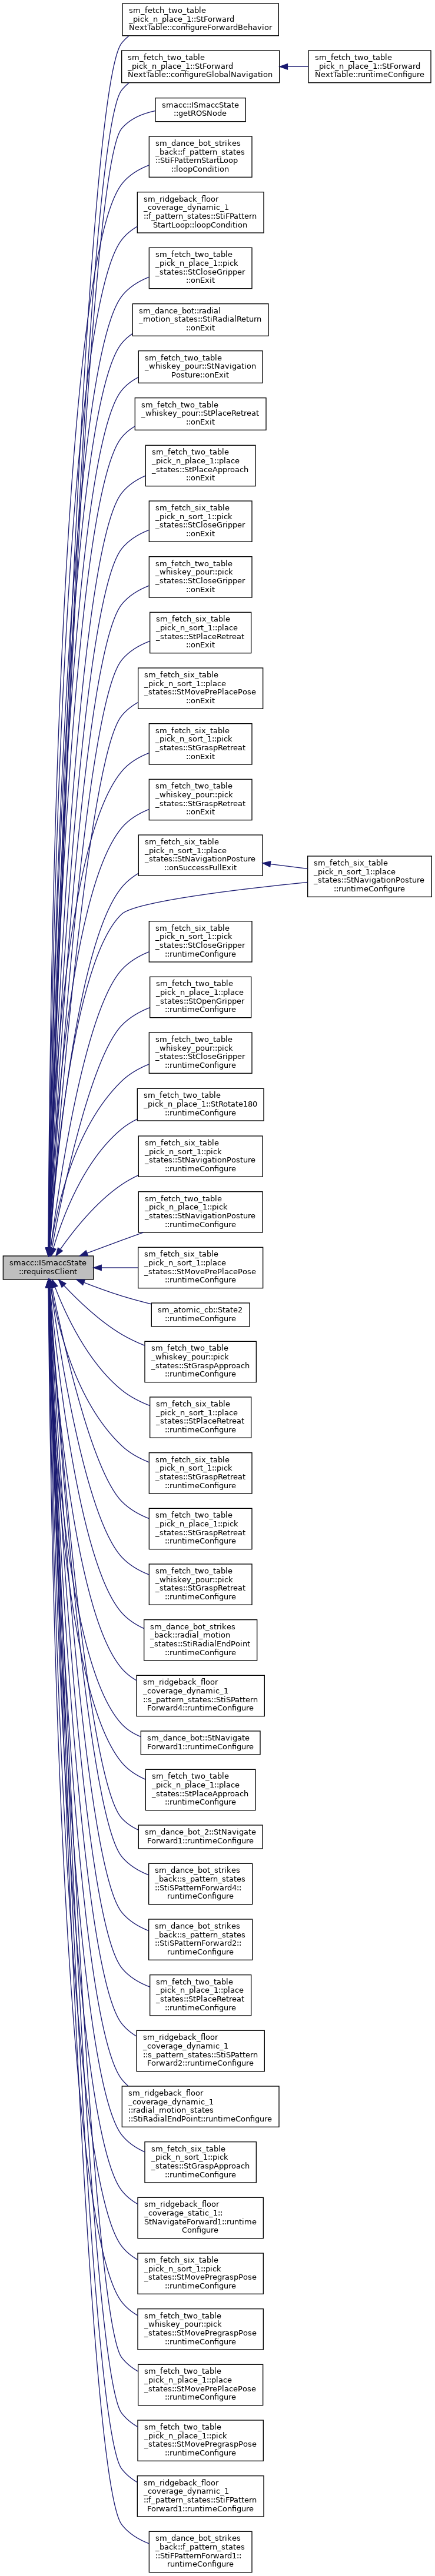 sm_fetch_two_table
_pick_n_place_1::StForward
NextTable::configureForwardBehavior
sm_fetch_two_table
_pick_n_place_1::StForward
NextTable::configureGlobalNavigation
sm_fetch_two_table
_pick_n_place_1::StForward
NextTable::runtimeConfigure
smacc::ISmaccState
::getROSNode
sm_dance_bot_strikes
_back::f_pattern_states
::StiFPatternStartLoop
::loopCondition
sm_ridgeback_floor
_coverage_dynamic_1
::f_pattern_states::StiFPattern
StartLoop::loopCondition
sm_fetch_two_table
_pick_n_place_1::pick
_states::StCloseGripper
::onExit
sm_dance_bot::radial
_motion_states::StiRadialReturn
::onExit
sm_fetch_two_table
_whiskey_pour::StNavigation
Posture::onExit
sm_fetch_two_table
_whiskey_pour::StPlaceRetreat
::onExit
sm_fetch_two_table
_pick_n_place_1::place
_states::StPlaceApproach
::onExit
sm_fetch_six_table
_pick_n_sort_1::pick
_states::StCloseGripper
::onExit
sm_fetch_two_table
_whiskey_pour::pick
_states::StCloseGripper
::onExit
sm_fetch_six_table
_pick_n_sort_1::place
_states::StPlaceRetreat
::onExit
sm_fetch_six_table
_pick_n_sort_1::place
_states::StMovePrePlacePose
::onExit
sm_fetch_six_table
_pick_n_sort_1::pick
_states::StGraspRetreat
::onExit
sm_fetch_two_table
_whiskey_pour::pick
_states::StGraspRetreat
::onExit
sm_fetch_six_table
_pick_n_sort_1::place
_states::StNavigationPosture
::onSuccessFullExit
sm_fetch_six_table
_pick_n_sort_1::place
_states::StNavigationPosture
::runtimeConfigure
sm_fetch_six_table
_pick_n_sort_1::pick
_states::StCloseGripper
::runtimeConfigure
sm_fetch_two_table
_pick_n_place_1::place
_states::StOpenGripper
::runtimeConfigure
sm_fetch_two_table
_whiskey_pour::pick
_states::StCloseGripper
::runtimeConfigure
sm_fetch_two_table
_pick_n_place_1::StRotate180
::runtimeConfigure
sm_fetch_six_table
_pick_n_sort_1::pick
_states::StNavigationPosture
::runtimeConfigure
sm_fetch_two_table
_pick_n_place_1::pick
_states::StNavigationPosture
::runtimeConfigure
smacc::ISmaccState
::requiresClient
sm_fetch_six_table
_pick_n_sort_1::place
_states::StMovePrePlacePose
::runtimeConfigure
sm_atomic_cb::State2
::runtimeConfigure
sm_fetch_two_table
_whiskey_pour::pick
_states::StGraspApproach
::runtimeConfigure
sm_fetch_six_table
_pick_n_sort_1::place
_states::StPlaceRetreat
::runtimeConfigure
sm_fetch_six_table
_pick_n_sort_1::pick
_states::StGraspRetreat
::runtimeConfigure
sm_fetch_two_table
_pick_n_place_1::pick
_states::StGraspRetreat
::runtimeConfigure
sm_fetch_two_table
_whiskey_pour::pick
_states::StGraspRetreat
::runtimeConfigure
sm_dance_bot_strikes
_back::radial_motion
_states::StiRadialEndPoint
::runtimeConfigure
sm_ridgeback_floor
_coverage_dynamic_1
::s_pattern_states::StiSPattern
Forward4::runtimeConfigure
sm_dance_bot::StNavigate
Forward1::runtimeConfigure
sm_fetch_two_table
_pick_n_place_1::place
_states::StPlaceApproach
::runtimeConfigure
sm_dance_bot_2::StNavigate
Forward1::runtimeConfigure
sm_dance_bot_strikes
_back::s_pattern_states
::StiSPatternForward4::
runtimeConfigure
sm_dance_bot_strikes
_back::s_pattern_states
::StiSPatternForward2::
runtimeConfigure
sm_fetch_two_table
_pick_n_place_1::place
_states::StPlaceRetreat
::runtimeConfigure
sm_ridgeback_floor
_coverage_dynamic_1
::s_pattern_states::StiSPattern
Forward2::runtimeConfigure
sm_ridgeback_floor
_coverage_dynamic_1
::radial_motion_states
::StiRadialEndPoint::runtimeConfigure
sm_fetch_six_table
_pick_n_sort_1::pick
_states::StGraspApproach
::runtimeConfigure
sm_ridgeback_floor
_coverage_static_1::
StNavigateForward1::runtime
Configure
sm_fetch_six_table
_pick_n_sort_1::pick
_states::StMovePregraspPose
::runtimeConfigure
sm_fetch_two_table
_whiskey_pour::pick
_states::StMovePregraspPose
::runtimeConfigure
sm_fetch_two_table
_pick_n_place_1::place
_states::StMovePrePlacePose
::runtimeConfigure
sm_fetch_two_table
_pick_n_place_1::pick
_states::StMovePregraspPose
::runtimeConfigure
sm_ridgeback_floor
_coverage_dynamic_1
::f_pattern_states::StiFPattern
Forward1::runtimeConfigure
sm_dance_bot_strikes
_back::f_pattern_states
::StiFPatternForward1::
runtimeConfigure